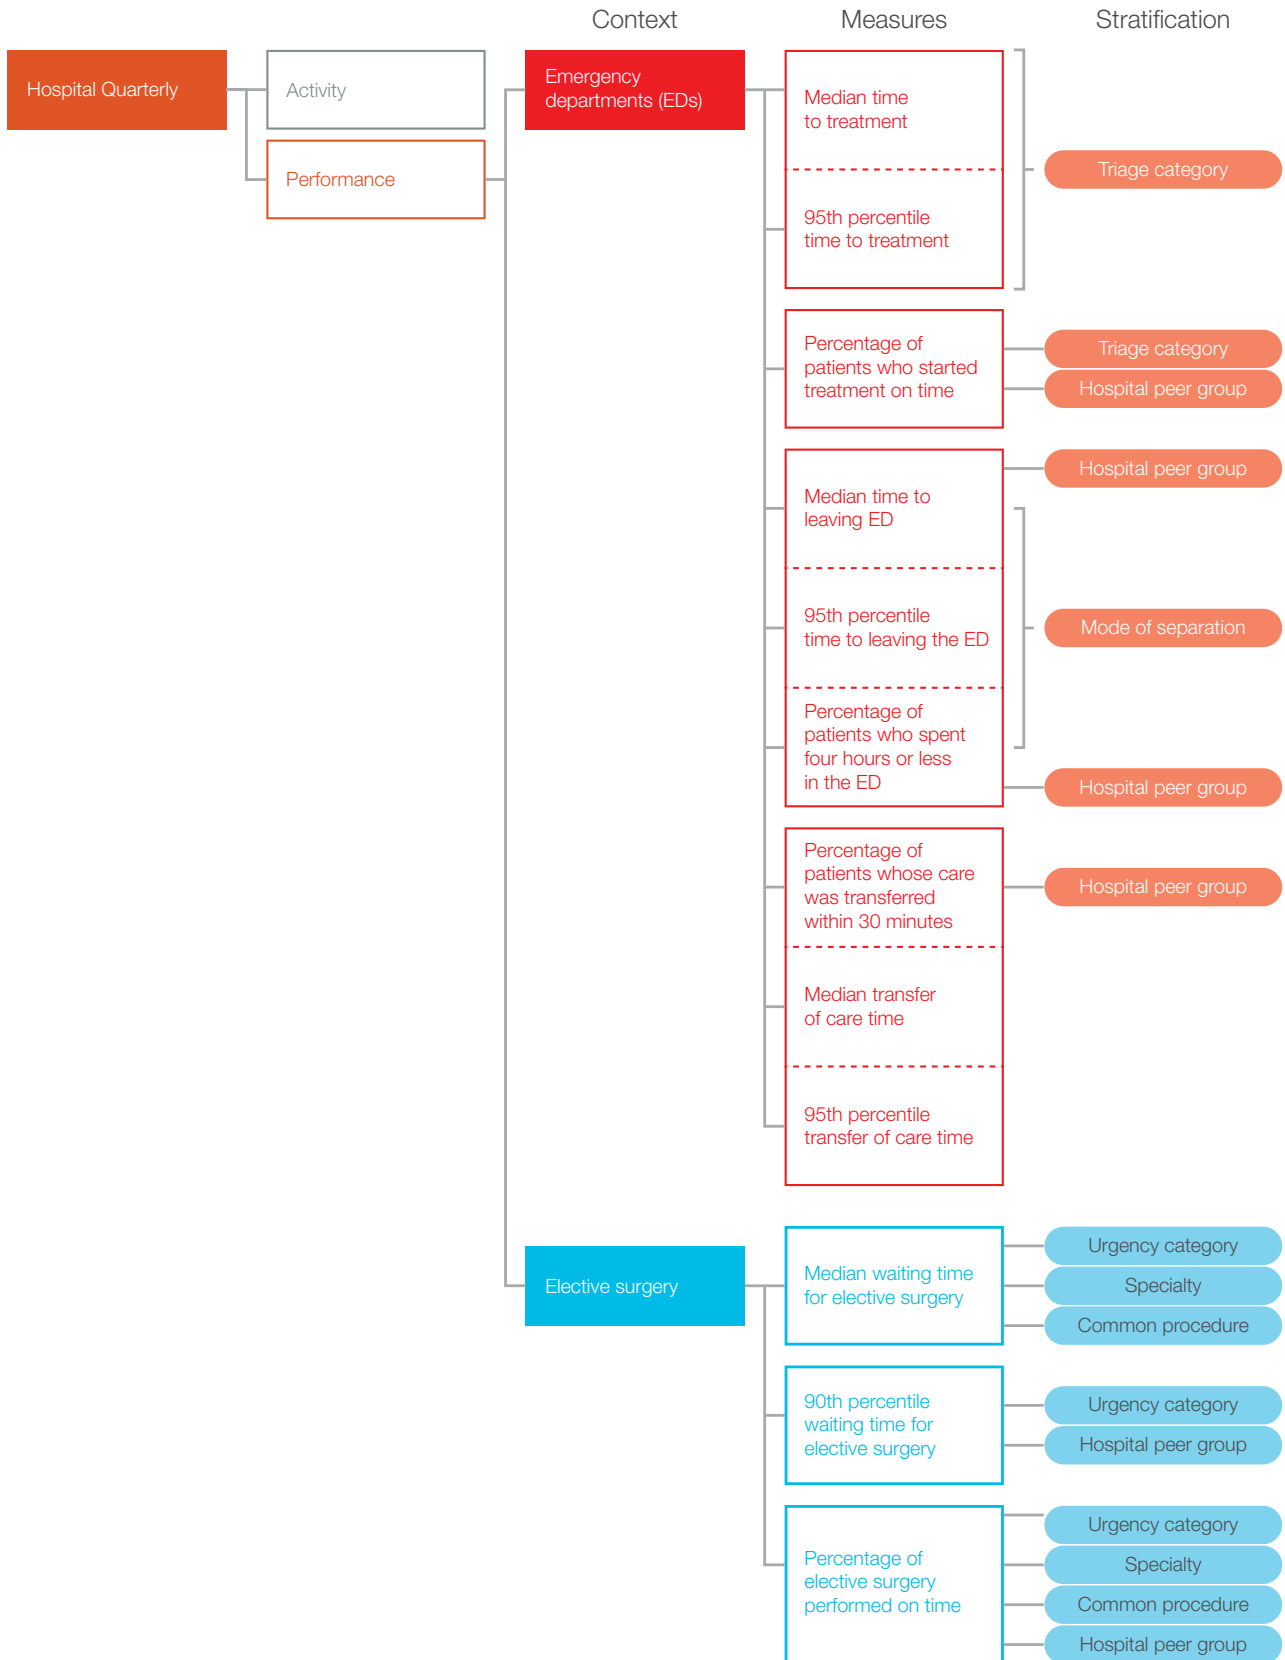 Context
Measures
Stratification
Hospital Quarterly
Activity
Performance
Emergency
departments (EDs)
Median time
to treatment
95th percentile
time to treatment
Triage category
Percentage of
patients who started
treatment on time
Triage category
Hospital peer group
Median time to
leaving ED
Hospital peer group
95th percentile
time to leaving the ED
Mode of separation
Percentage of
patients who spent
four hours or less
in the ED
Hospital peer group
Percentage of
patients whose care
was transferred
within 30 minutes
Hospital peer group
Median transfer
of care time
95th percentile
transfer of care time
Elective surgery
Median waiting time
for elective surgery
Urgency category
Specialty
Common procedure
90th percentile
waiting time for
elective surgery
Urgency category
Hospital peer group
Percentage of
elective surgery
performed on time
Urgency category
Specialty
Common procedure
Hospital peer group